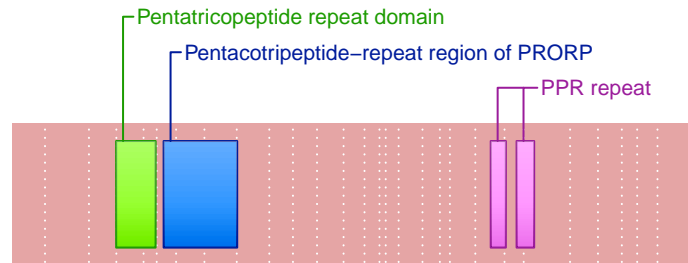 Pentatricopeptide repeat domain
Pentacotripeptide−repeat region of PRORP
PPR repeat